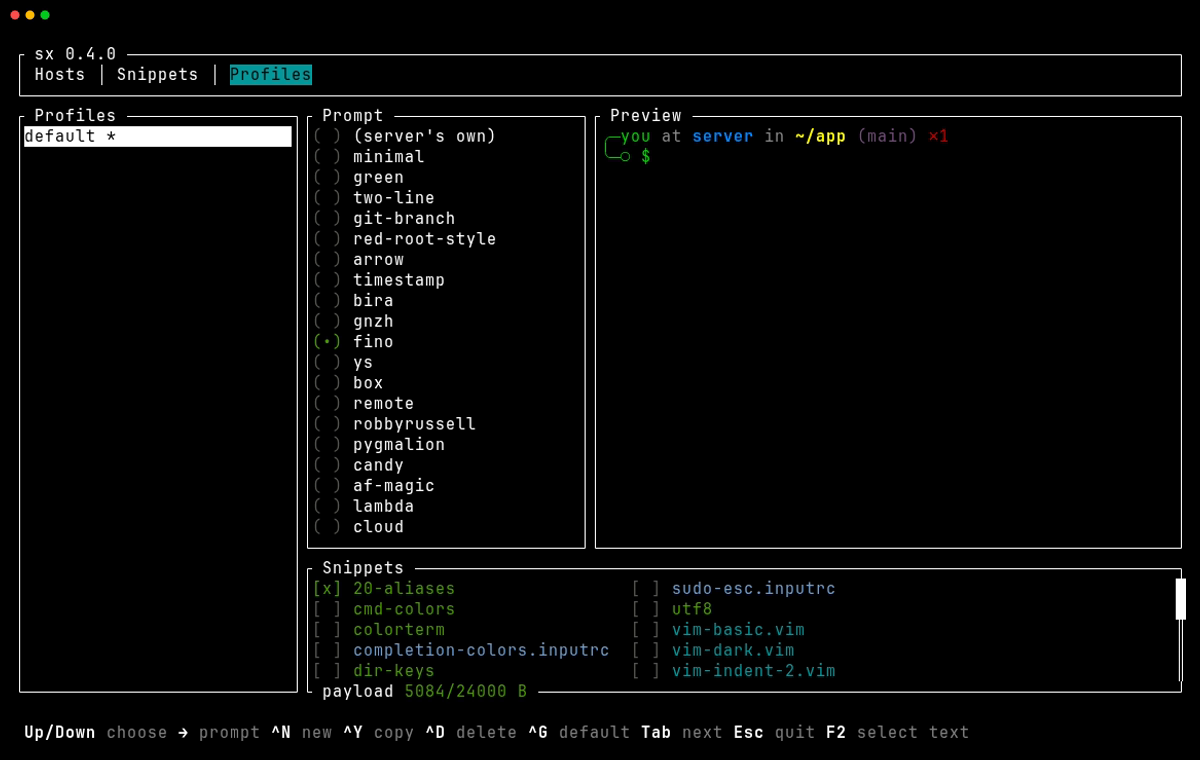 sx 0.4.0
Hosts │ Snippets │ Profiles
Profiles
default *
Prompt
( ) (server's own)
( ) minimal
( ) green
( ) two-line
( ) git-branch
( ) red-root-style
( ) arrow
( ) timestamp
( ) bira
( ) gnzh
(•) fino
( ) ys
( ) box
( ) remote
( ) robbyrussell
( ) pygmalion
( ) candy
( ) af-magic
( ) lambda
( ) cloud
Preview
╭─you at server in ~/app (main) ×1
╰─○ $
Snippets
[x] 20-aliases [ ] sudo-esc.inputrc
[ ] cmd-colors [ ] utf8
[ ] colorterm [ ] vim-basic.vim
[ ] completion-colors.inputrc [ ] vim-dark.vim
[ ] dir-keys [ ] vim-indent-2.vim
payload 5084/24000 B
Up/Down choose → prompt ^N new ^Y copy ^D delete ^G default Tab next Esc quit F2 select text